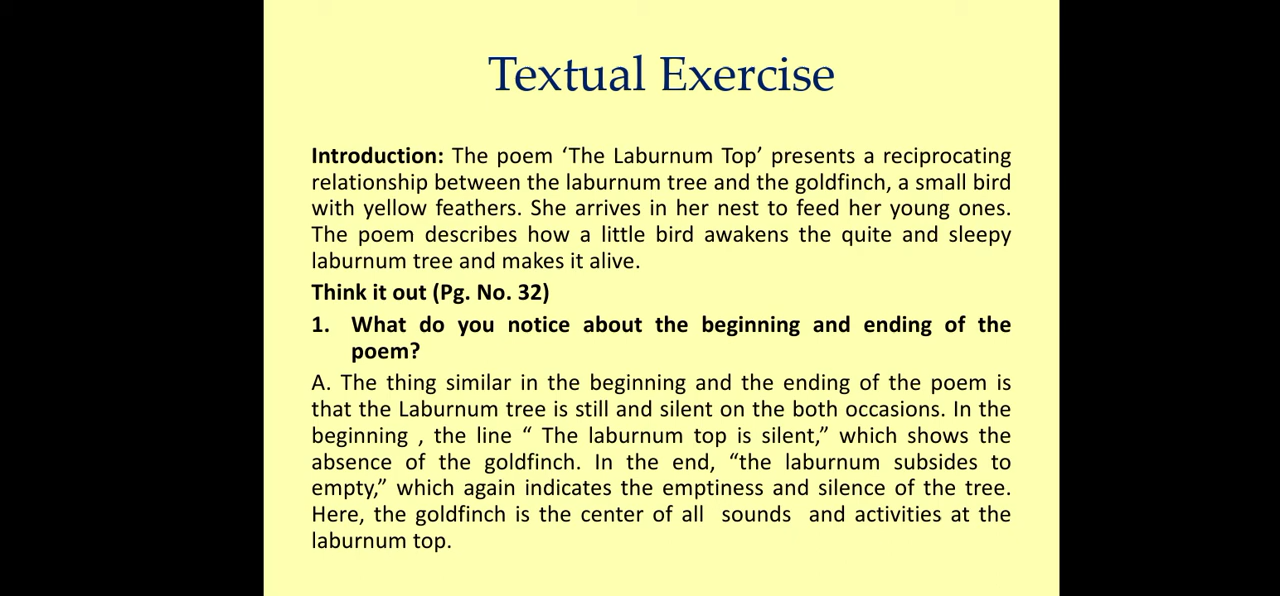 Textual Exercise
Introduction: The poem ‘The Laburnum Top’ presents a reciprocating
relationship between the laburnum tree and the goldfinch, a small bird
with yellow feathers. She arrives in her nest to feed her young ones.
The poem describes how a little bird awakens the quite and sleepy
laburnum tree and makes it alive.
Think it out (Pg. No. 32)
1. What do you notice about the beginning and ending of the
poem?
A. The thing similar in the beginning and the ending of the poem is
that the Laburnum tree is still and silent on the both occasions. In the
beginning , the line “ The laburnum top is silent,” which shows the
absence of the goldfinch. In the end, “the laburnum subsides to
empty,” which again indicates the emptiness and silence of the tree.
Here, the goldfinch is the center of all sounds and activities at the
laburnum top.